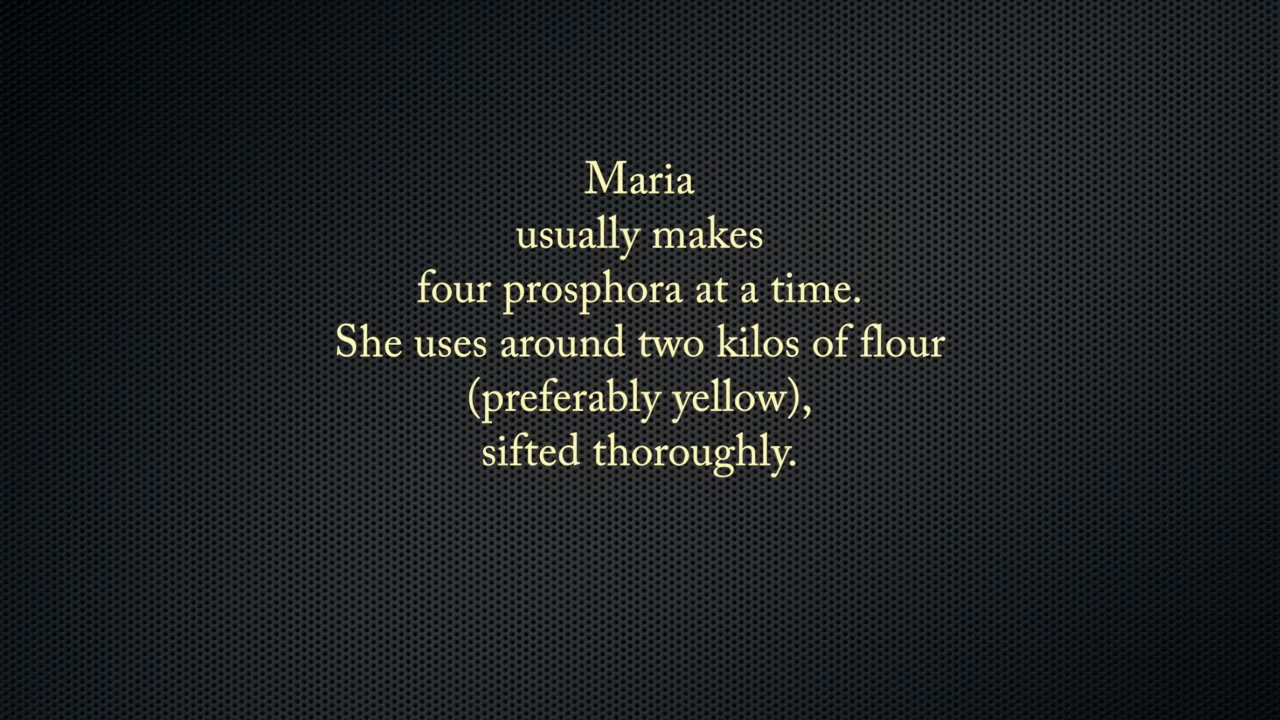 Maria
usually makes
four prosphora at a time.
She uses around two kilos of flour
(preferably yellow),
sifted thoroughly.